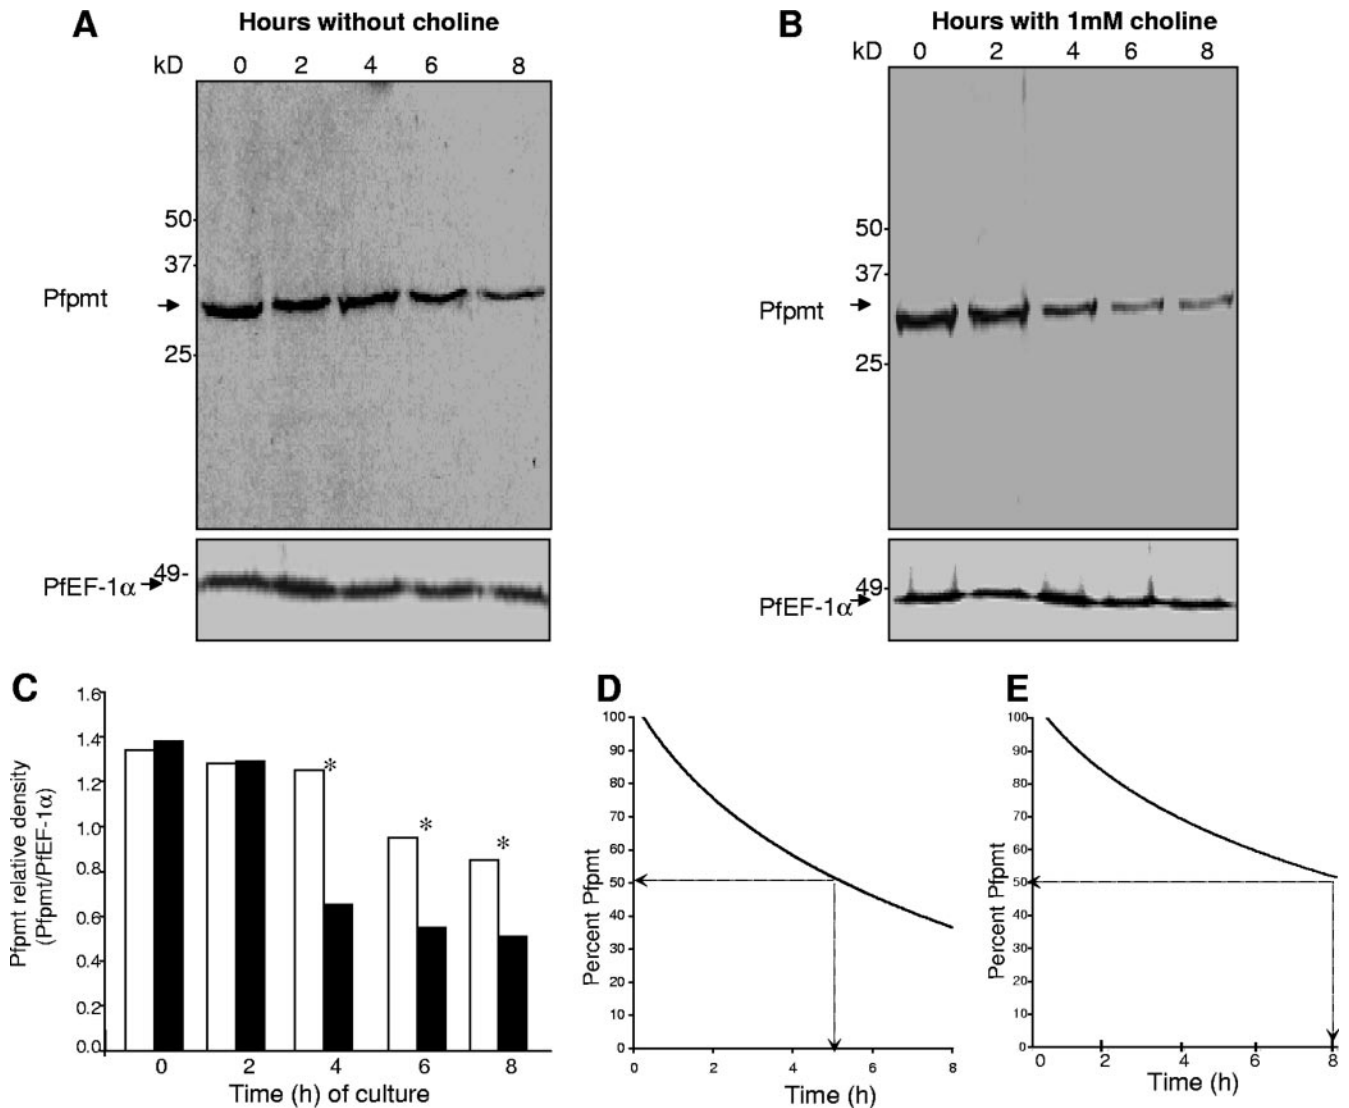 A
Hours without choline
kD 0 2 4 6 8
50
37
Pfpmt
25
PfEF-1α 49-
B
Hours with 1mM choline
kD 0 2 4 6 8
50
37
Pfpmt
25
49
PfEF-1α
C
Pfpmt relative density
(Pfpmt/PfEF-1α)
1.6
1.4
1.2
1.0
0.8
0.6
0.4
0.2
0.0
* * *
0 2 4 6 8
Time (h) of culture
D
Percent Pfpmt
100
90
80
70
60
50
40
30
20
10
0
0 2 4 6 8
Time (h)
E
Percent Pfpmt
100
90
80
70
60
50
40
30
20
10
0
0 2 4 6 8
Time (h)